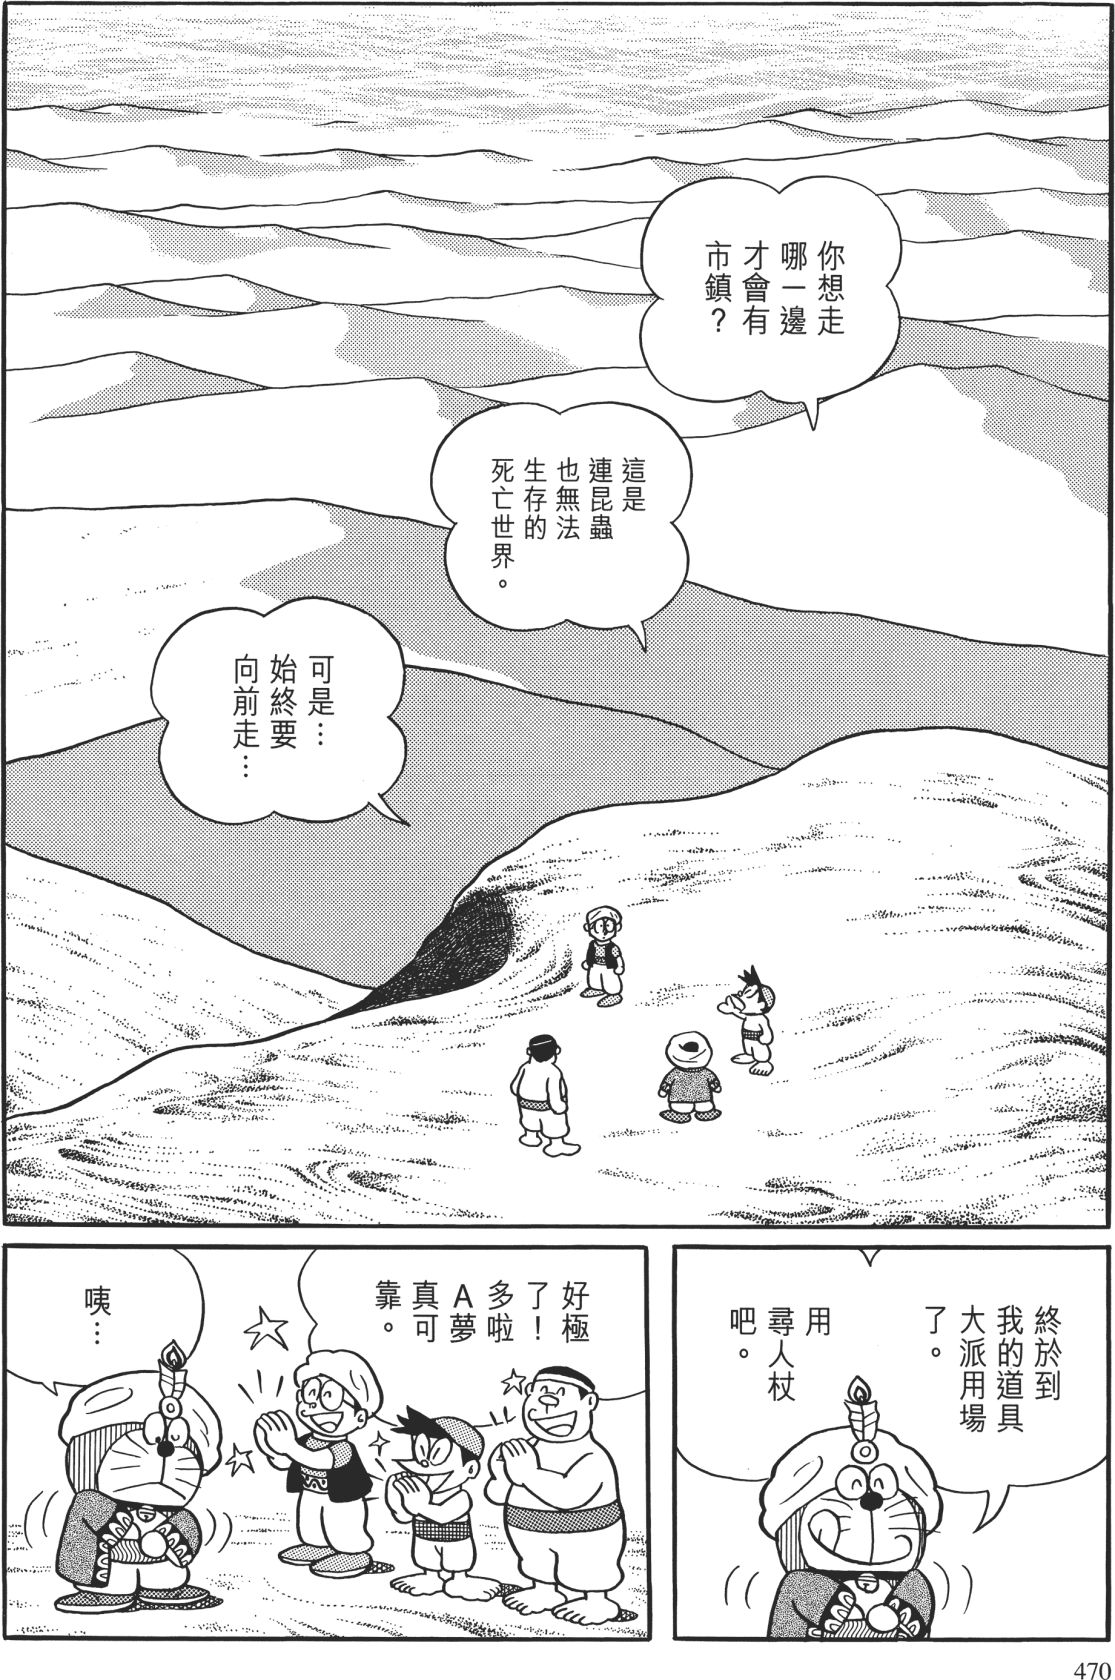 你想走
哪一邊
才會有
市鎮？
這是
連昆蟲
也無法
生存的
死亡世界。
可是…
始終要
向前走…
終於到
我的道具
大派用場
了。
用
尋人杖
吧。
好極
了！
多啦
A夢
真可
靠。
咦…
470